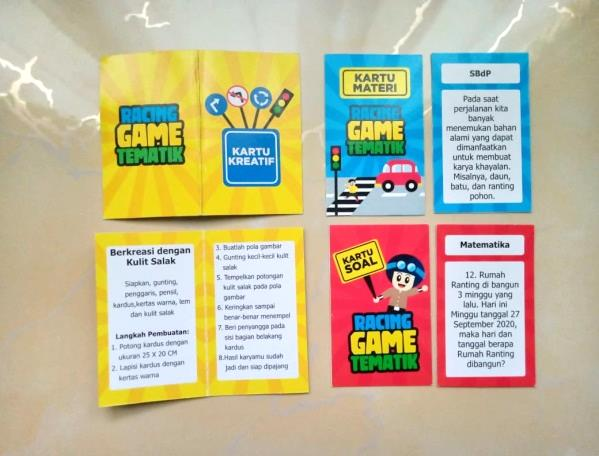 RACING
GAME
TEMATIK
KARTU
KREATIF
KARTU
MATERI
RACING
GAME
TEMATIK
SBdP
Pada saat
perjalanan kita
banyak
menemukan bahan
alami yang dapat
dimanfaatkan
untuk membuat
karya khayalan.
Misalnya, daun,
batu, dan ranting
pohon.
Berkreasi dengan
Kulit Salak
Siapkan, gunting,
penggaris, pensil,
kardus,kertas warna, lem
dan kulit salak
Langkah Pembuatan:
1. Potong kardus dengan
ukuran 25 X 20 CM
2. Lapisi kardus dengan
kertas warna
3. Buatlah pola gambar
4. Gunting kecil-kecil kulit
salak
5. Tempelkan potongan
kulit salak pada pola
gambar
6. Keringkan sampai
benar-benar menempel
7. Beri penyangga pada
sisi bagian belakang
kardus
8.Hasil karyamu sudah
jadi dan siap dipajang
KARTU
SOAL
RACING
GAME
TEMATIK
Matematika
12. Rumah
Ranting di bangun
3 minggu yang
lalu. Hari ini
Minggu tanggal 27
September 2020,
maka hari dan
tanggal berapa
Rumah Ranting
dibangun?